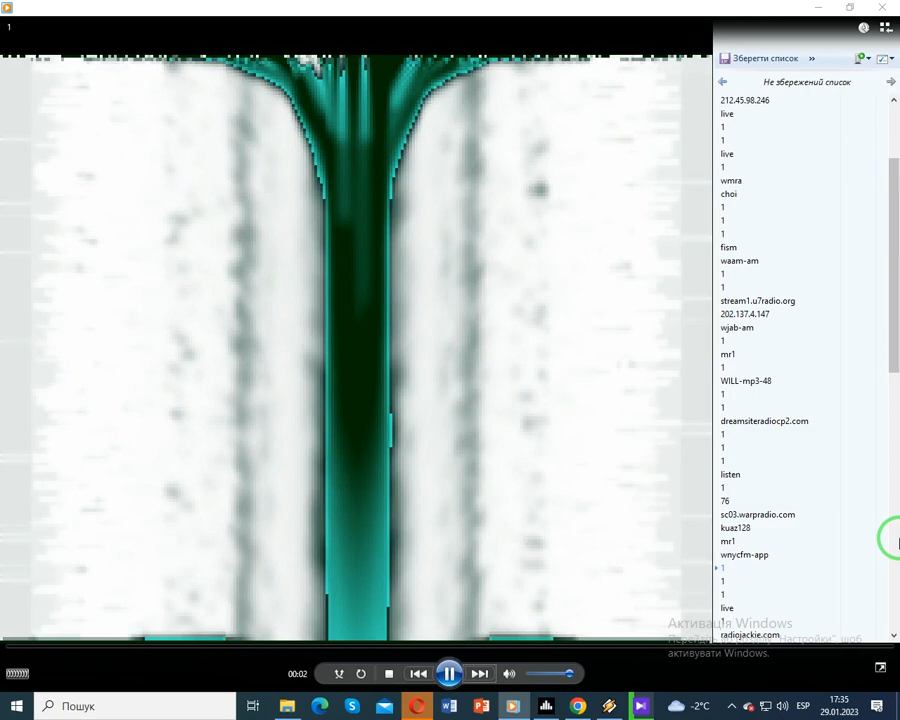 1
Зберегти список »
Не збережений список
212.45.98.246
live
1
1
live
1
wmra
choi
1
1
1
fism
waam-am
1
1
stream1.u7radio.org
202.137.4.147
wjab-am
1
mr1
1
WILL-mp3-48
1
1
dreamsiteradiocp2.com
1
1
1
listen
1
76
sc03.warpradio.com
kuaz128
mr1
wnycfm-app
1
1
1
live
1
radiojackie.com
Активація Windows
активувати Windows.
00:02
Пошук
-2°C
ESP
17:35
29.01.2023